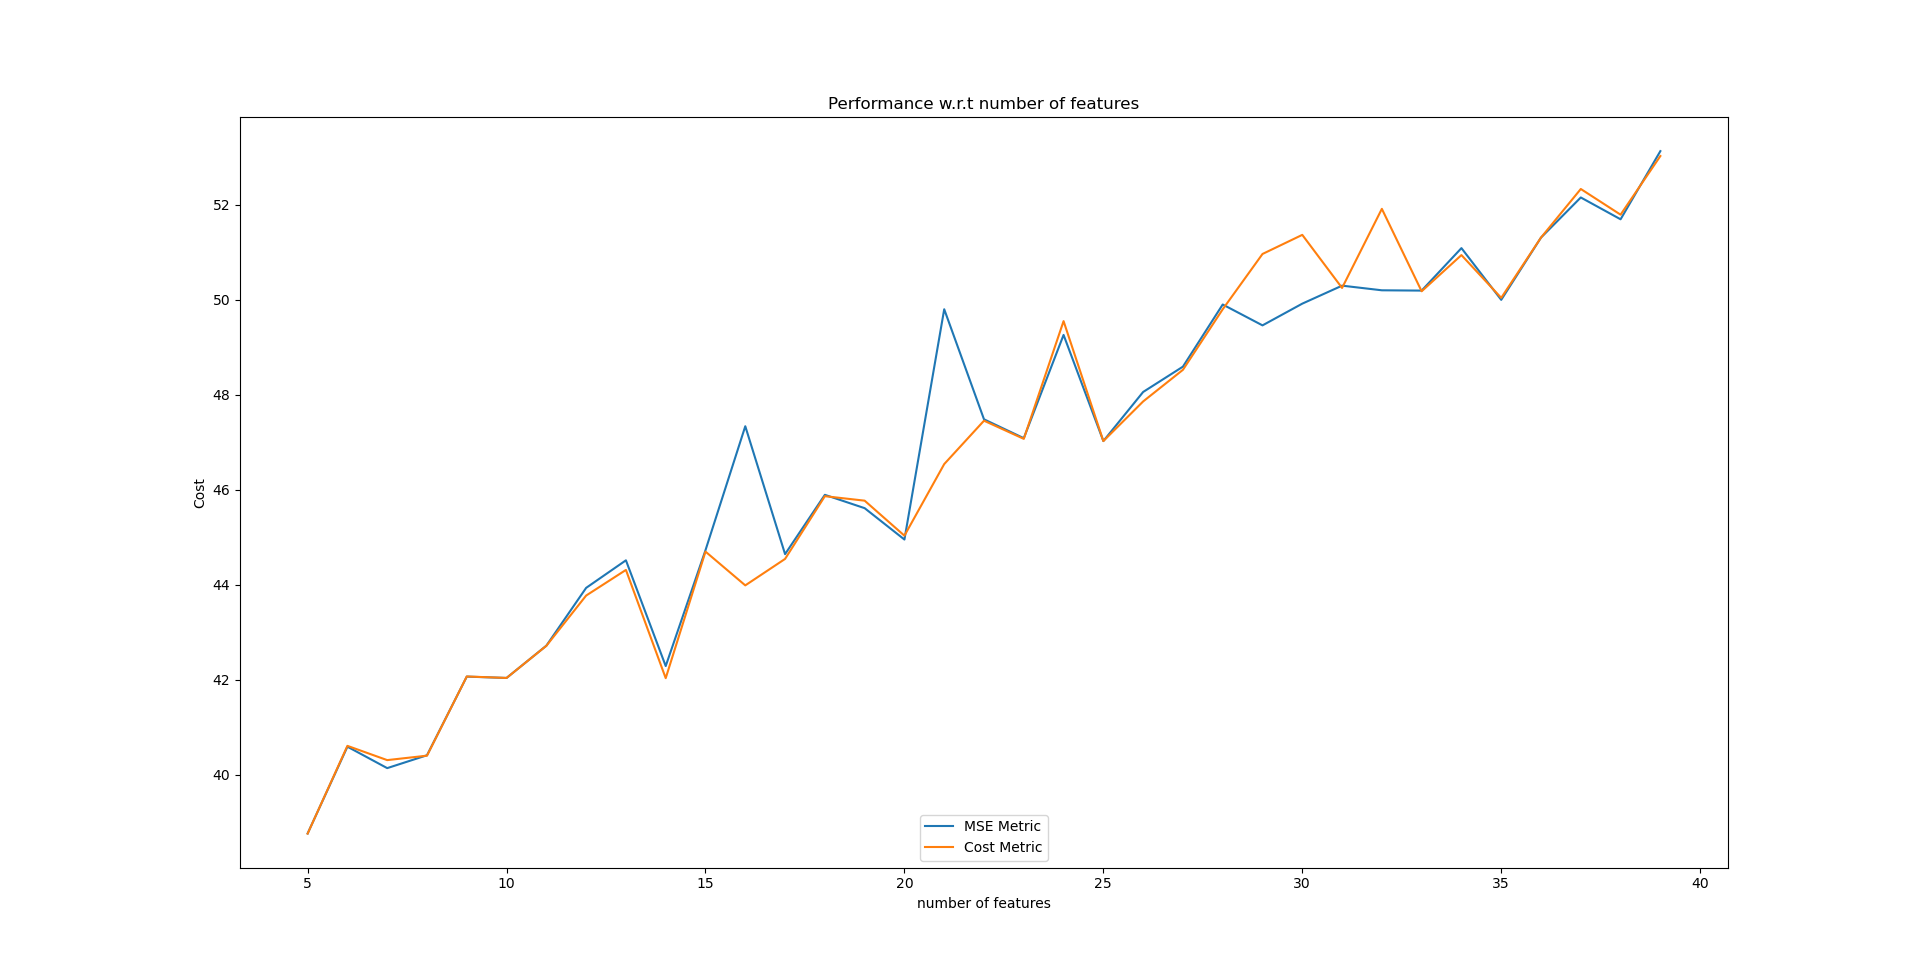 Performance w.r.t number of features
Cost
52
50
48
46
44
42
40
MSE Metric
Cost Metric
5 10 15 20 25 30 35 40
number of features